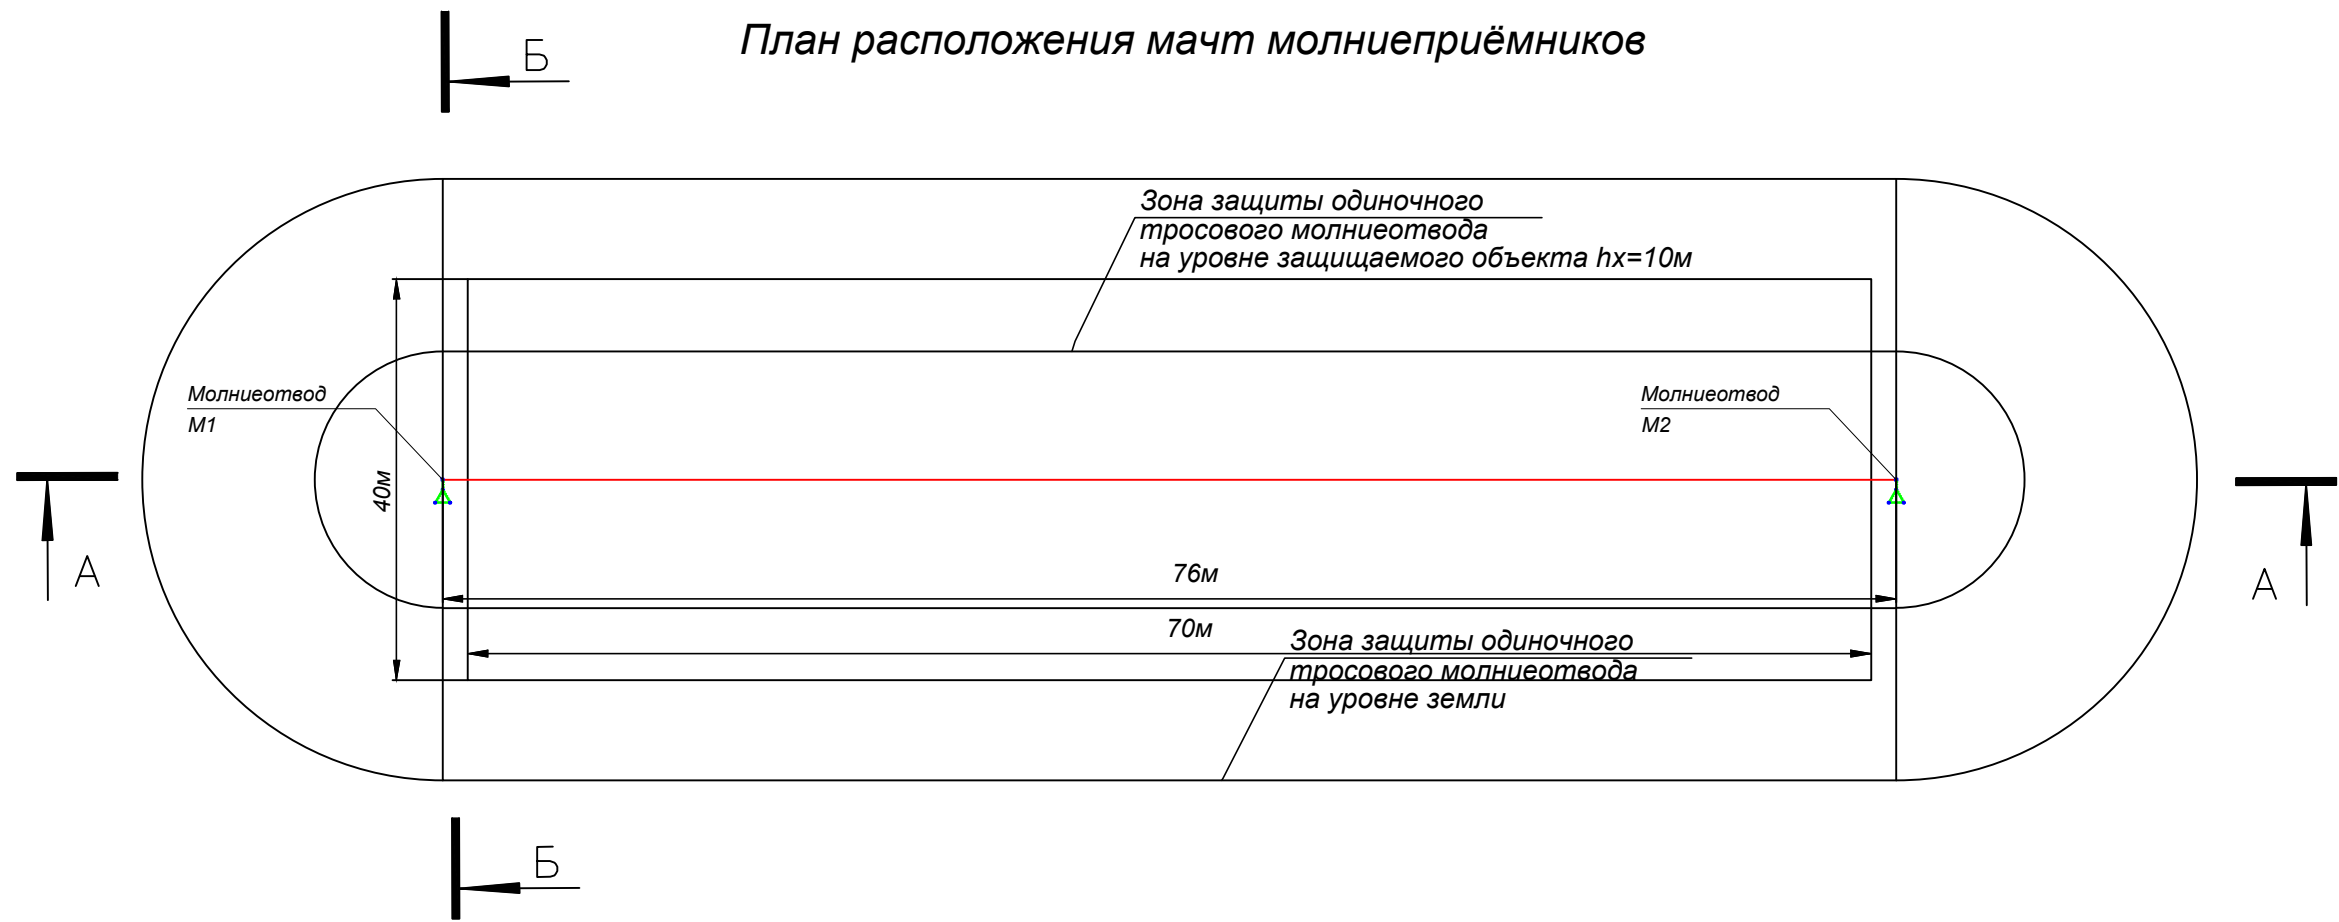 План расположения мачт молниеприёмников
Б
Зона защиты одиночного
тросового молниеотвода
на уровне защищаемого объекта hx=10м
Молниеотвод
М1
Молниеотвод
М2
40м
А
А
76м
70м
Зона защиты одиночного
тросового молниеотвода
на уровне земли
Б